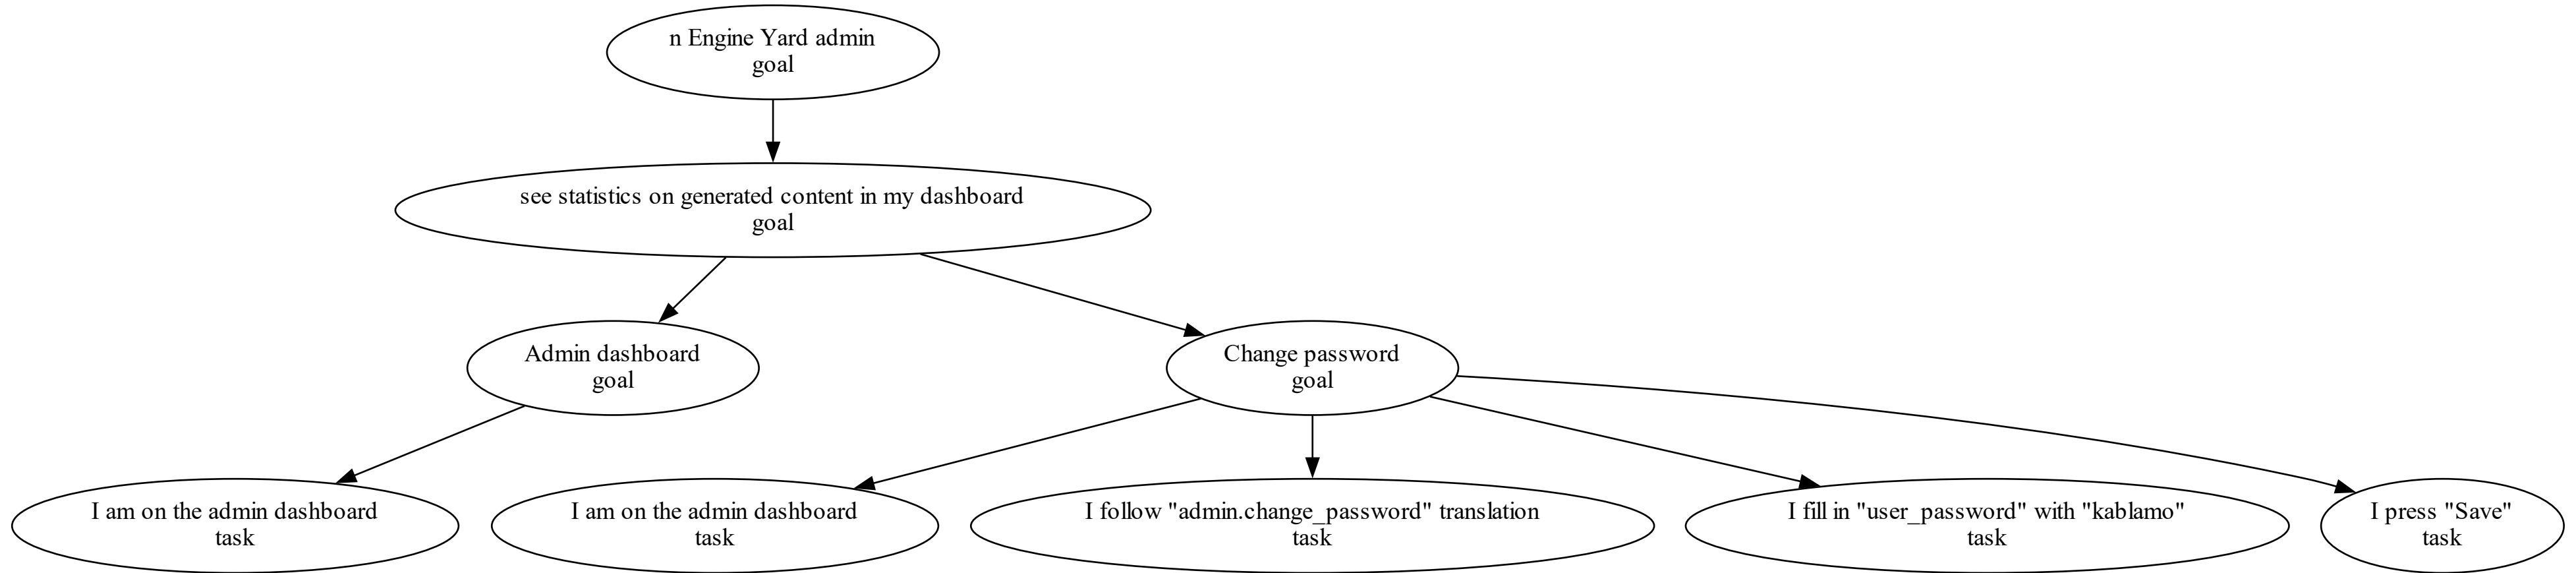 n Engine Yard admin
goal
see statistics on generated content in my dashboard
goal
Admin dashboard
goal
Change password
goal
I am on the admin dashboard
task
I am on the admin dashboard
task
I follow "admin.change_password" translation
task
I fill in "user_password" with "kablamo"
task
I press "Save"
task